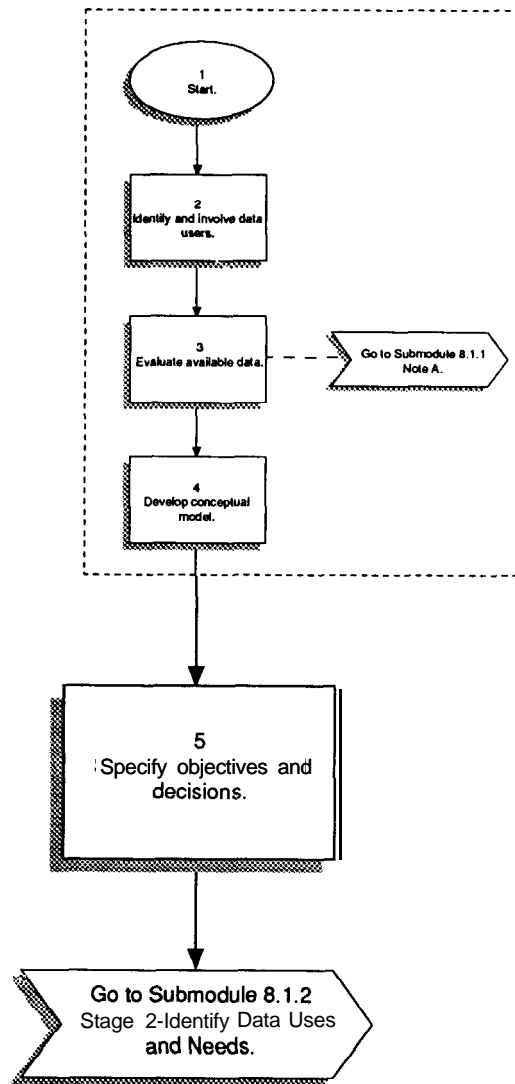 1
Start.
2
Identify and involve data
users.
3
Evaluate available data.
Go to Submodule 8.1.1
Note A.
4
Develop conceptual
model.
5
Specify objectives and
decisions.
Go to Submodule 8.1.2
Stage 2-Identify Data Uses
and Needs.